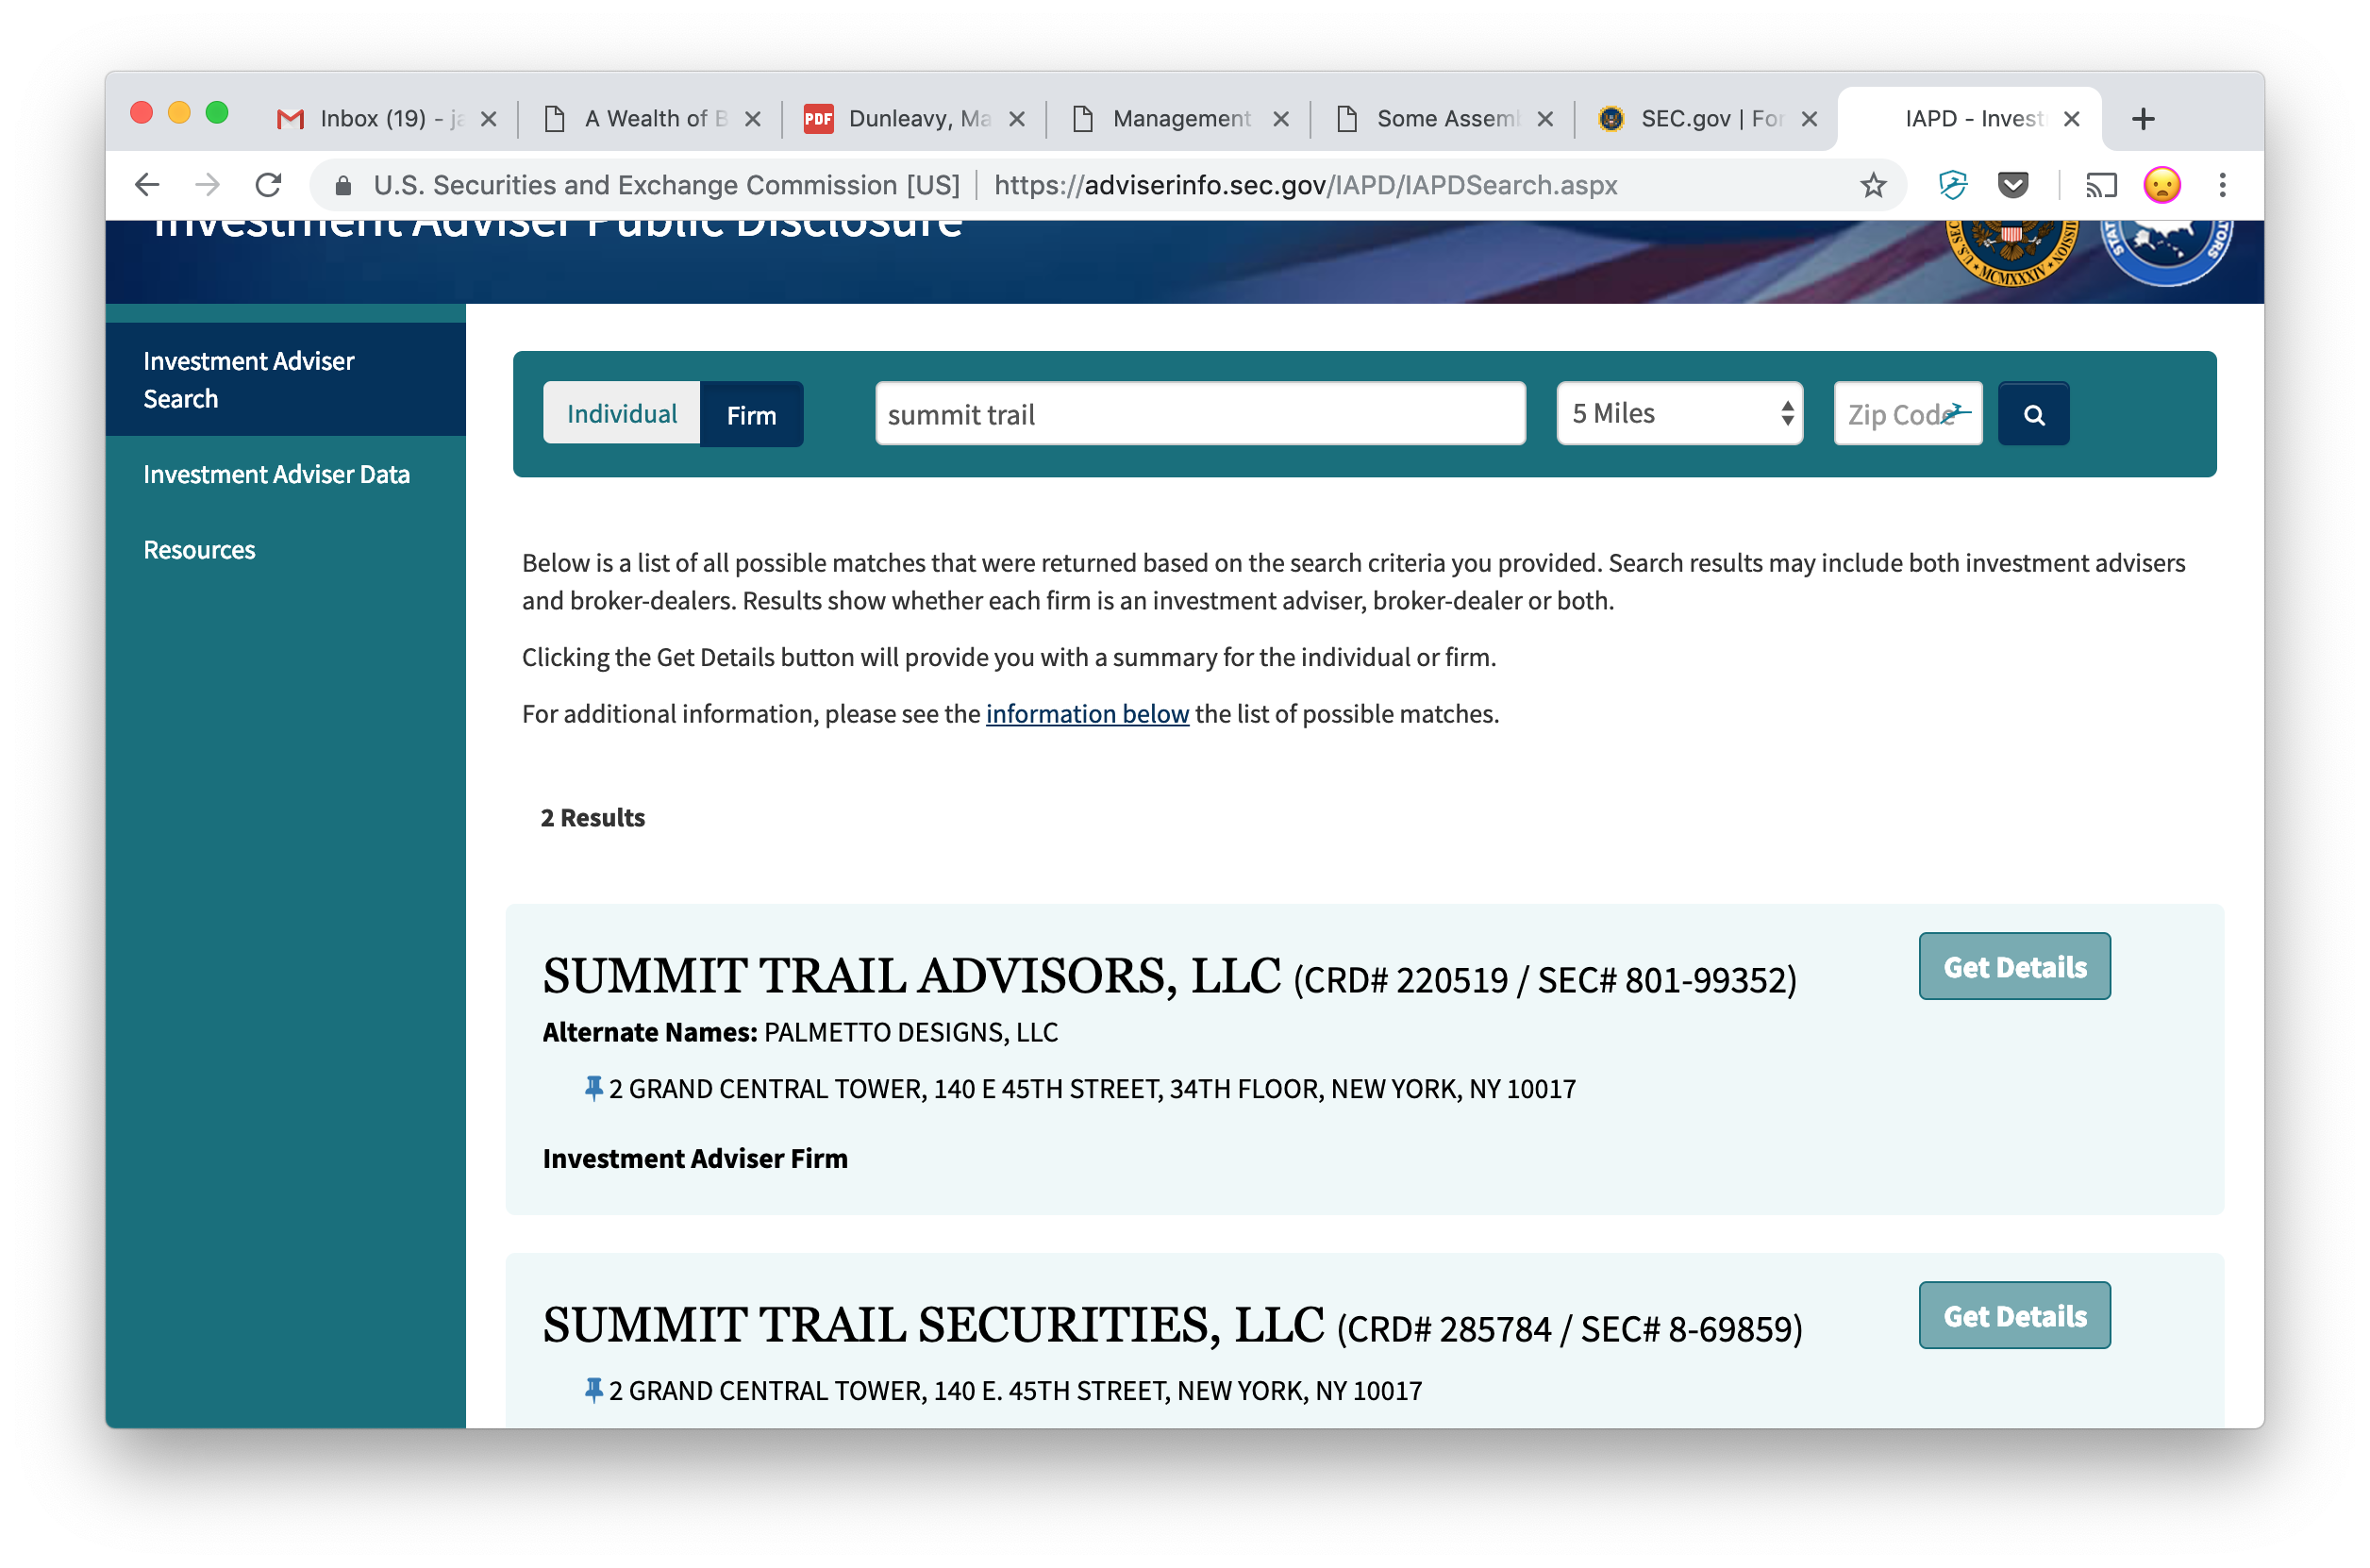 Inbox (19) - ja
A Wealth of B
PDF
Dunleavy, Ma
Management
Some Assem
SEC.gov | For
IAPD - Invest
U.S. Securities and Exchange Commission [US] | https://adviserinfo.sec.gov/IAPD/IAPDSearch.aspx
Investment Adviser Public Disclosure
MCMXXXIV
Investment Adviser
Search
Investment Adviser Data
Resources
Individual
Firm
summit trail
5 Miles
Zip Code
Below is a list of all possible matches that were returned based on the search criteria you provided. Search results may include both investment advisers
and broker-dealers. Results show whether each firm is an investment adviser, broker-dealer or both.
Clicking the Get Details button will provide you with a summary for the individual or firm.
For additional information, please see the information below the list of possible matches.
2 Results
SUMMIT TRAIL ADVISORS, LLC (CRD# 220519 / SEC# 801-99352)
Get Details
Alternate Names: PALMETTO DESIGNS, LLC
2 GRAND CENTRAL TOWER, 140 E 45TH STREET, 34TH FLOOR, NEW YORK, NY 10017
Investment Adviser Firm
SUMMIT TRAIL SECURITIES, LLC (CRD# 285784 / SEC# 8-69859)
Get Details
2 GRAND CENTRAL TOWER, 140 E. 45TH STREET, NEW YORK, NY 10017